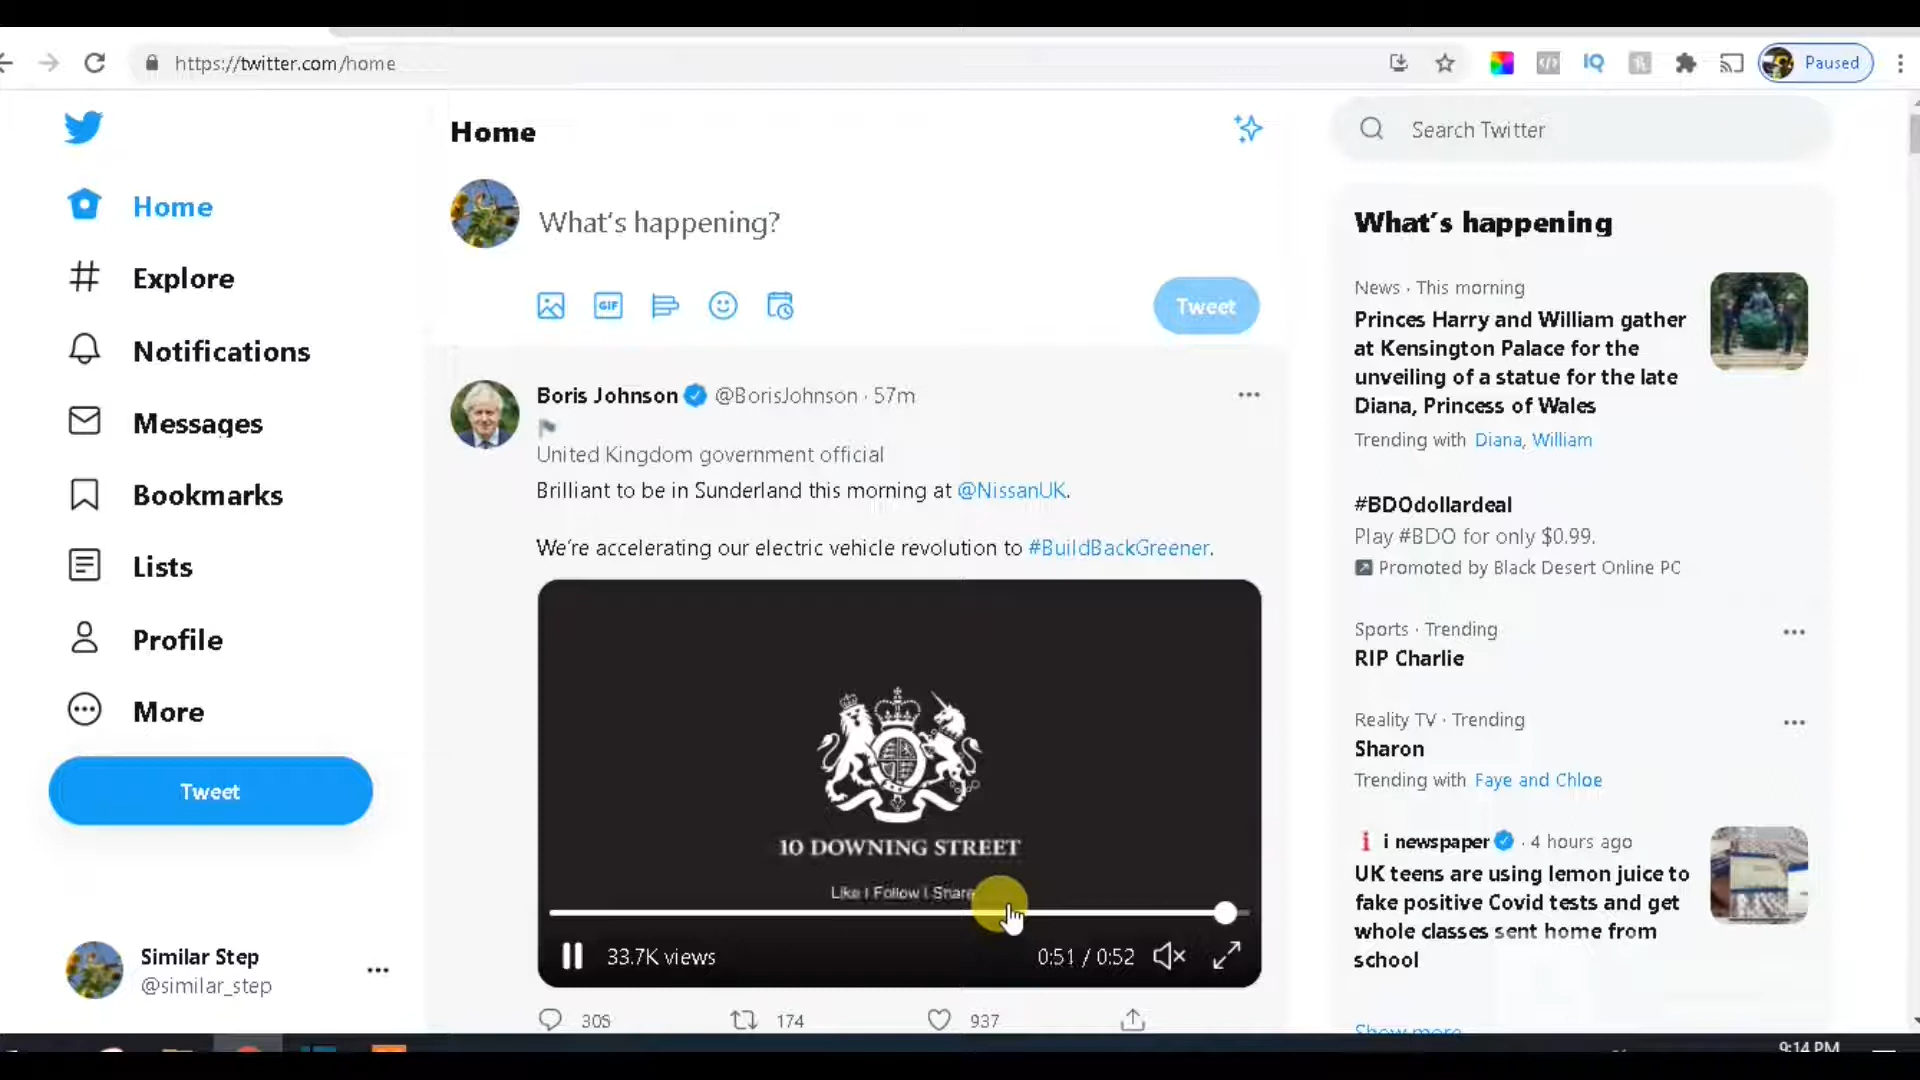 https://twitter.com/home
Paused
Home
Explore
Notifications
Messages
Bookmarks
Lists
Profile
More
Tweet
Similar Step
@similar_step
Home
What's happening?
GIF
Tweet
Boris Johnson @BorisJohnson · 57m
United Kingdom government official
Brilliant to be in Sunderland this morning at @NissanUK.
We're accelerating our electric vehicle revolution to #BuildBackGreener.
10 DOWNING STREET
Like | Follow | Share
33.7K views
0:51 / 0:52
305
174
937
Search Twitter
What's happening
News · This morning
Princes Harry and William gather
at Kensington Palace for the
unveiling of a statue for the late
Diana, Princess of Wales
Trending with Diana, William
#BDOdollardeal
Play #BDO for only $0.99.
Promoted by Black Desert Online PC
Sports · Trending
RIP Charlie
Reality TV · Trending
Sharon
Trending with Faye and Chloe
i newspaper · 4 hours ago
UK teens are using lemon juice to
fake positive Covid tests and get
whole classes sent home from
school
Show more
9:14 PM